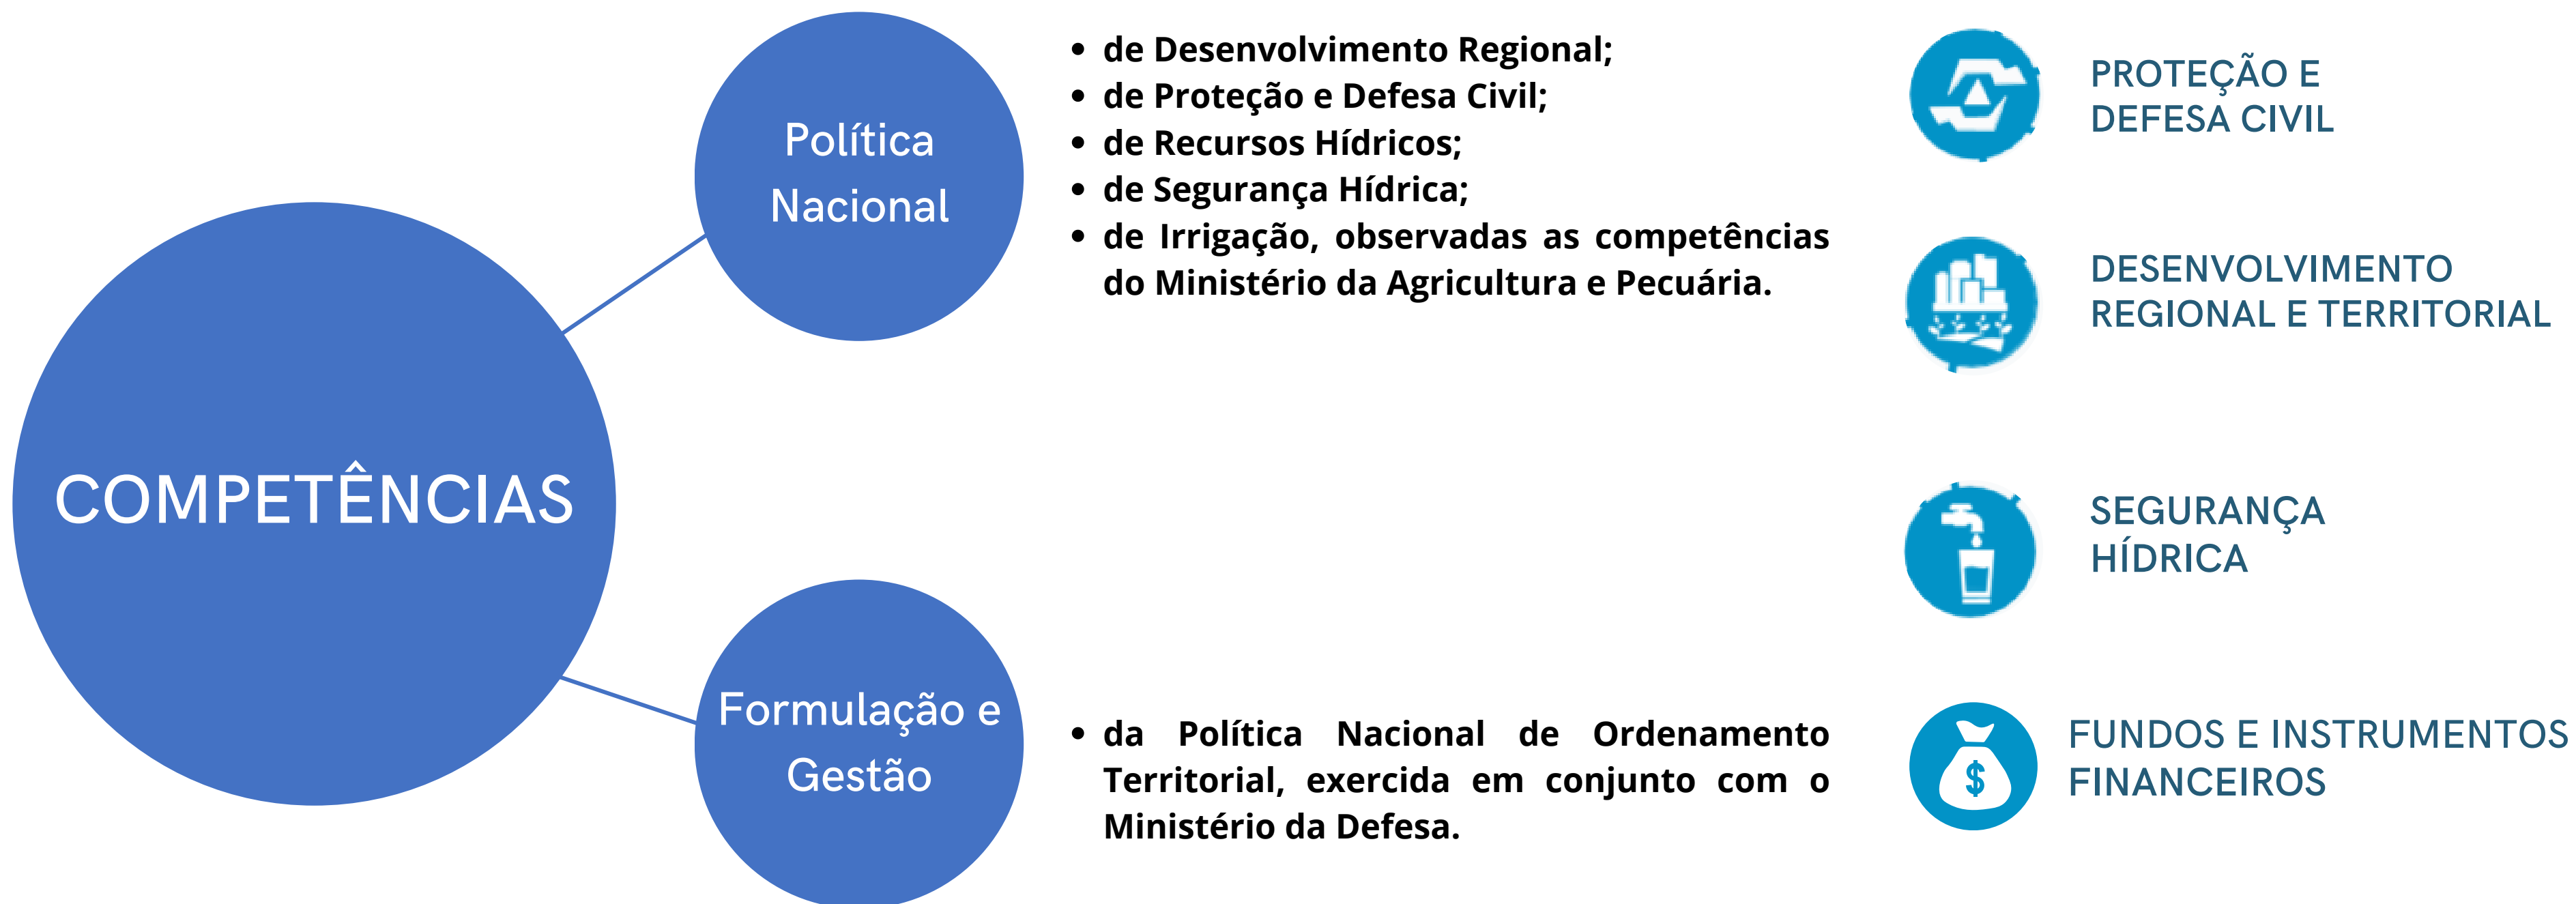 COMPETÊNCIAS
Política
Nacional
• de Desenvolvimento Regional;
• de Proteção e Defesa Civil;
• de Recursos Hídricos;
• de Segurança Hídrica;
• de Irrigação, observadas as competências
do Ministério da Agricultura e Pecuária.
Formulação e
Gestão
• da Política Nacional de Ordenamento
Territorial, exercida em conjunto com o
Ministério da Defesa.
PROTEÇÃO E
DEFESA CIVIL
DESENVOLVIMENTO
REGIONAL E TERRITORIAL
SEGURANÇA
HÍDRICA
$
FUNDOS E INSTRUMENTOS
FINANCEIROS